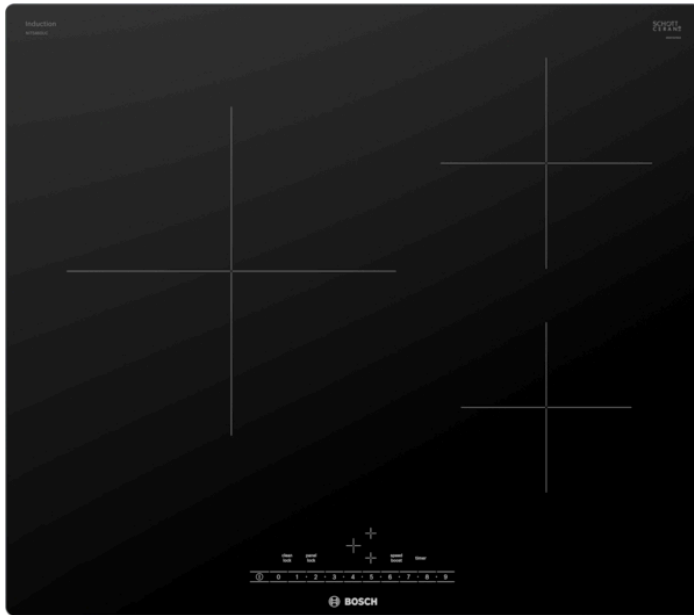 Induction
SCHOTT
CERAN®
clean lock
panel lock
speed boost
timer
0 1 · 2 · 3 · 4 · 5 · 6 · 7 · 8 · 9
BOSCH